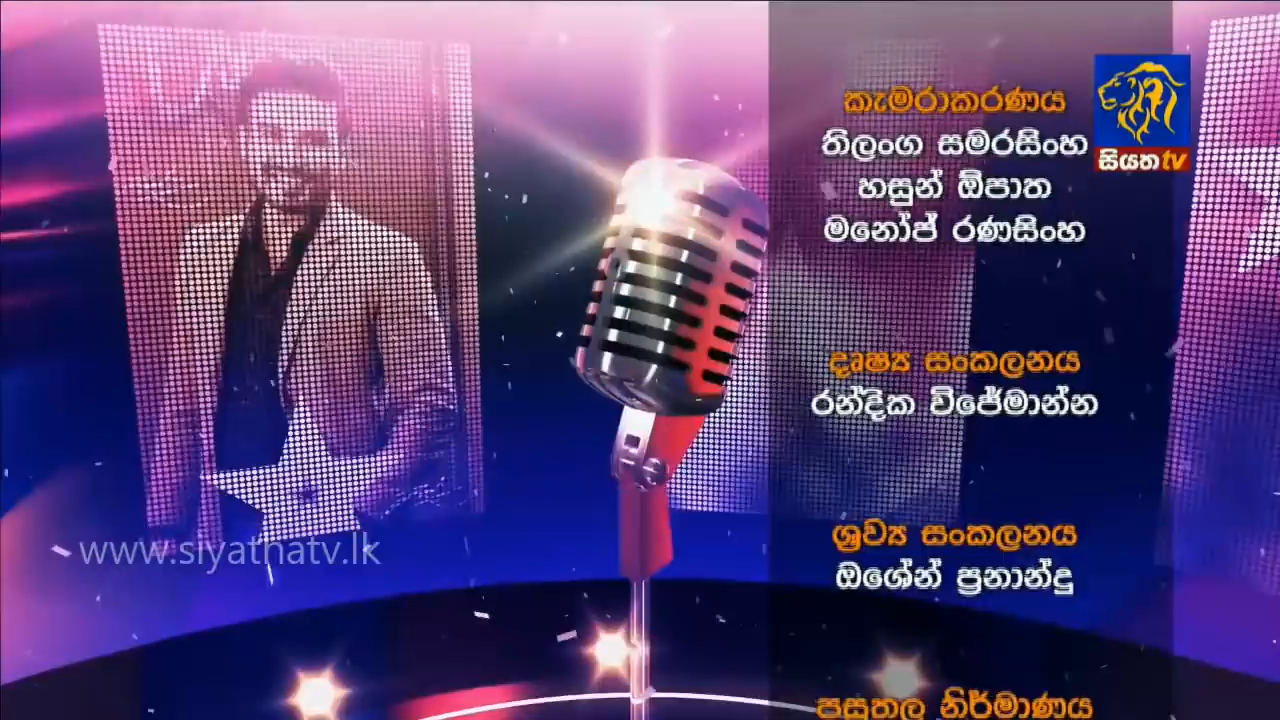 කැමරාකරණය
තිලංග සමරසිංහ
හසුන් ඕපාත
මනෝජ් රණසිංහ
සියත tv
දෘෂ්‍ය සංකලනය
රන්දික විජේමාන්න
ශ්‍රව්‍ය සංකලනය
ඔශේන් ප්‍රනාන්දු
www.siyathatv.lk
පසුතල නිර්මාණය